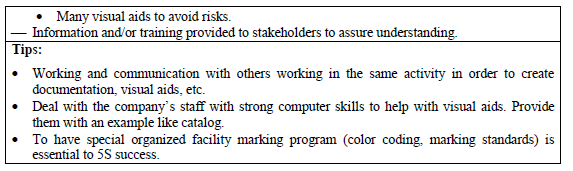 • Many visual aids to avoid risks.
— Information and/or training provided to stakeholders to assure understanding.
Tips:
• Working and communication with others working in the same activity in order to create
documentation, visual aids, etc.
• Deal with the company's staff with strong computer skills to help with visual aids. Provide
them with an example like catalog.
• To have special organized facility marking program (color coding, marking standards) is
essential to 5S success.